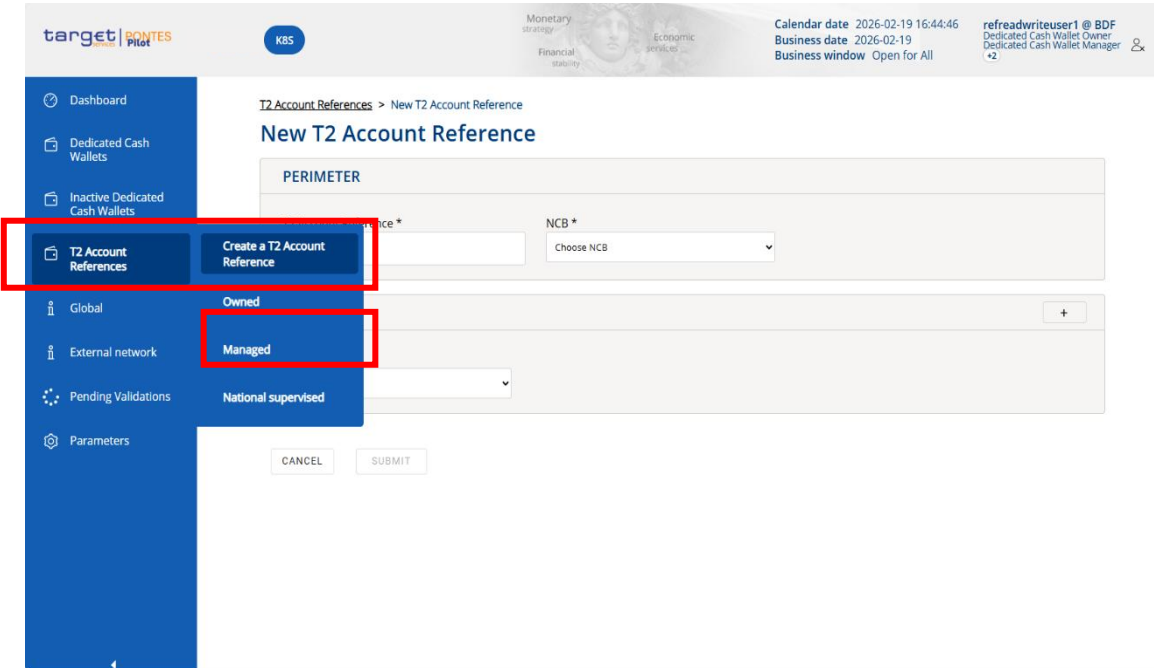 target | PONTES
services Pilot
K8S
Monetary
strategy
Economic
services
Financial
stability
Calendar date 2026-02-19 16:44:46
Business date 2026-02-19
Business window Open for All
refreadwriteuser1 @ BDF
Dedicated Cash Wallet Owner
Dedicated Cash Wallet Manager
+2
Dashboard
Dedicated Cash
Wallets
Inactive Dedicated
Cash Wallets
T2 Account
References
Global
External network
Pending Validations
Parameters
Create a T2 Account
Reference
Owned
Managed
National supervised
T2 Account References > New T2 Account Reference
New T2 Account Reference
PERIMETER
NCB *
Choose NCB
+
CANCEL
SUBMIT